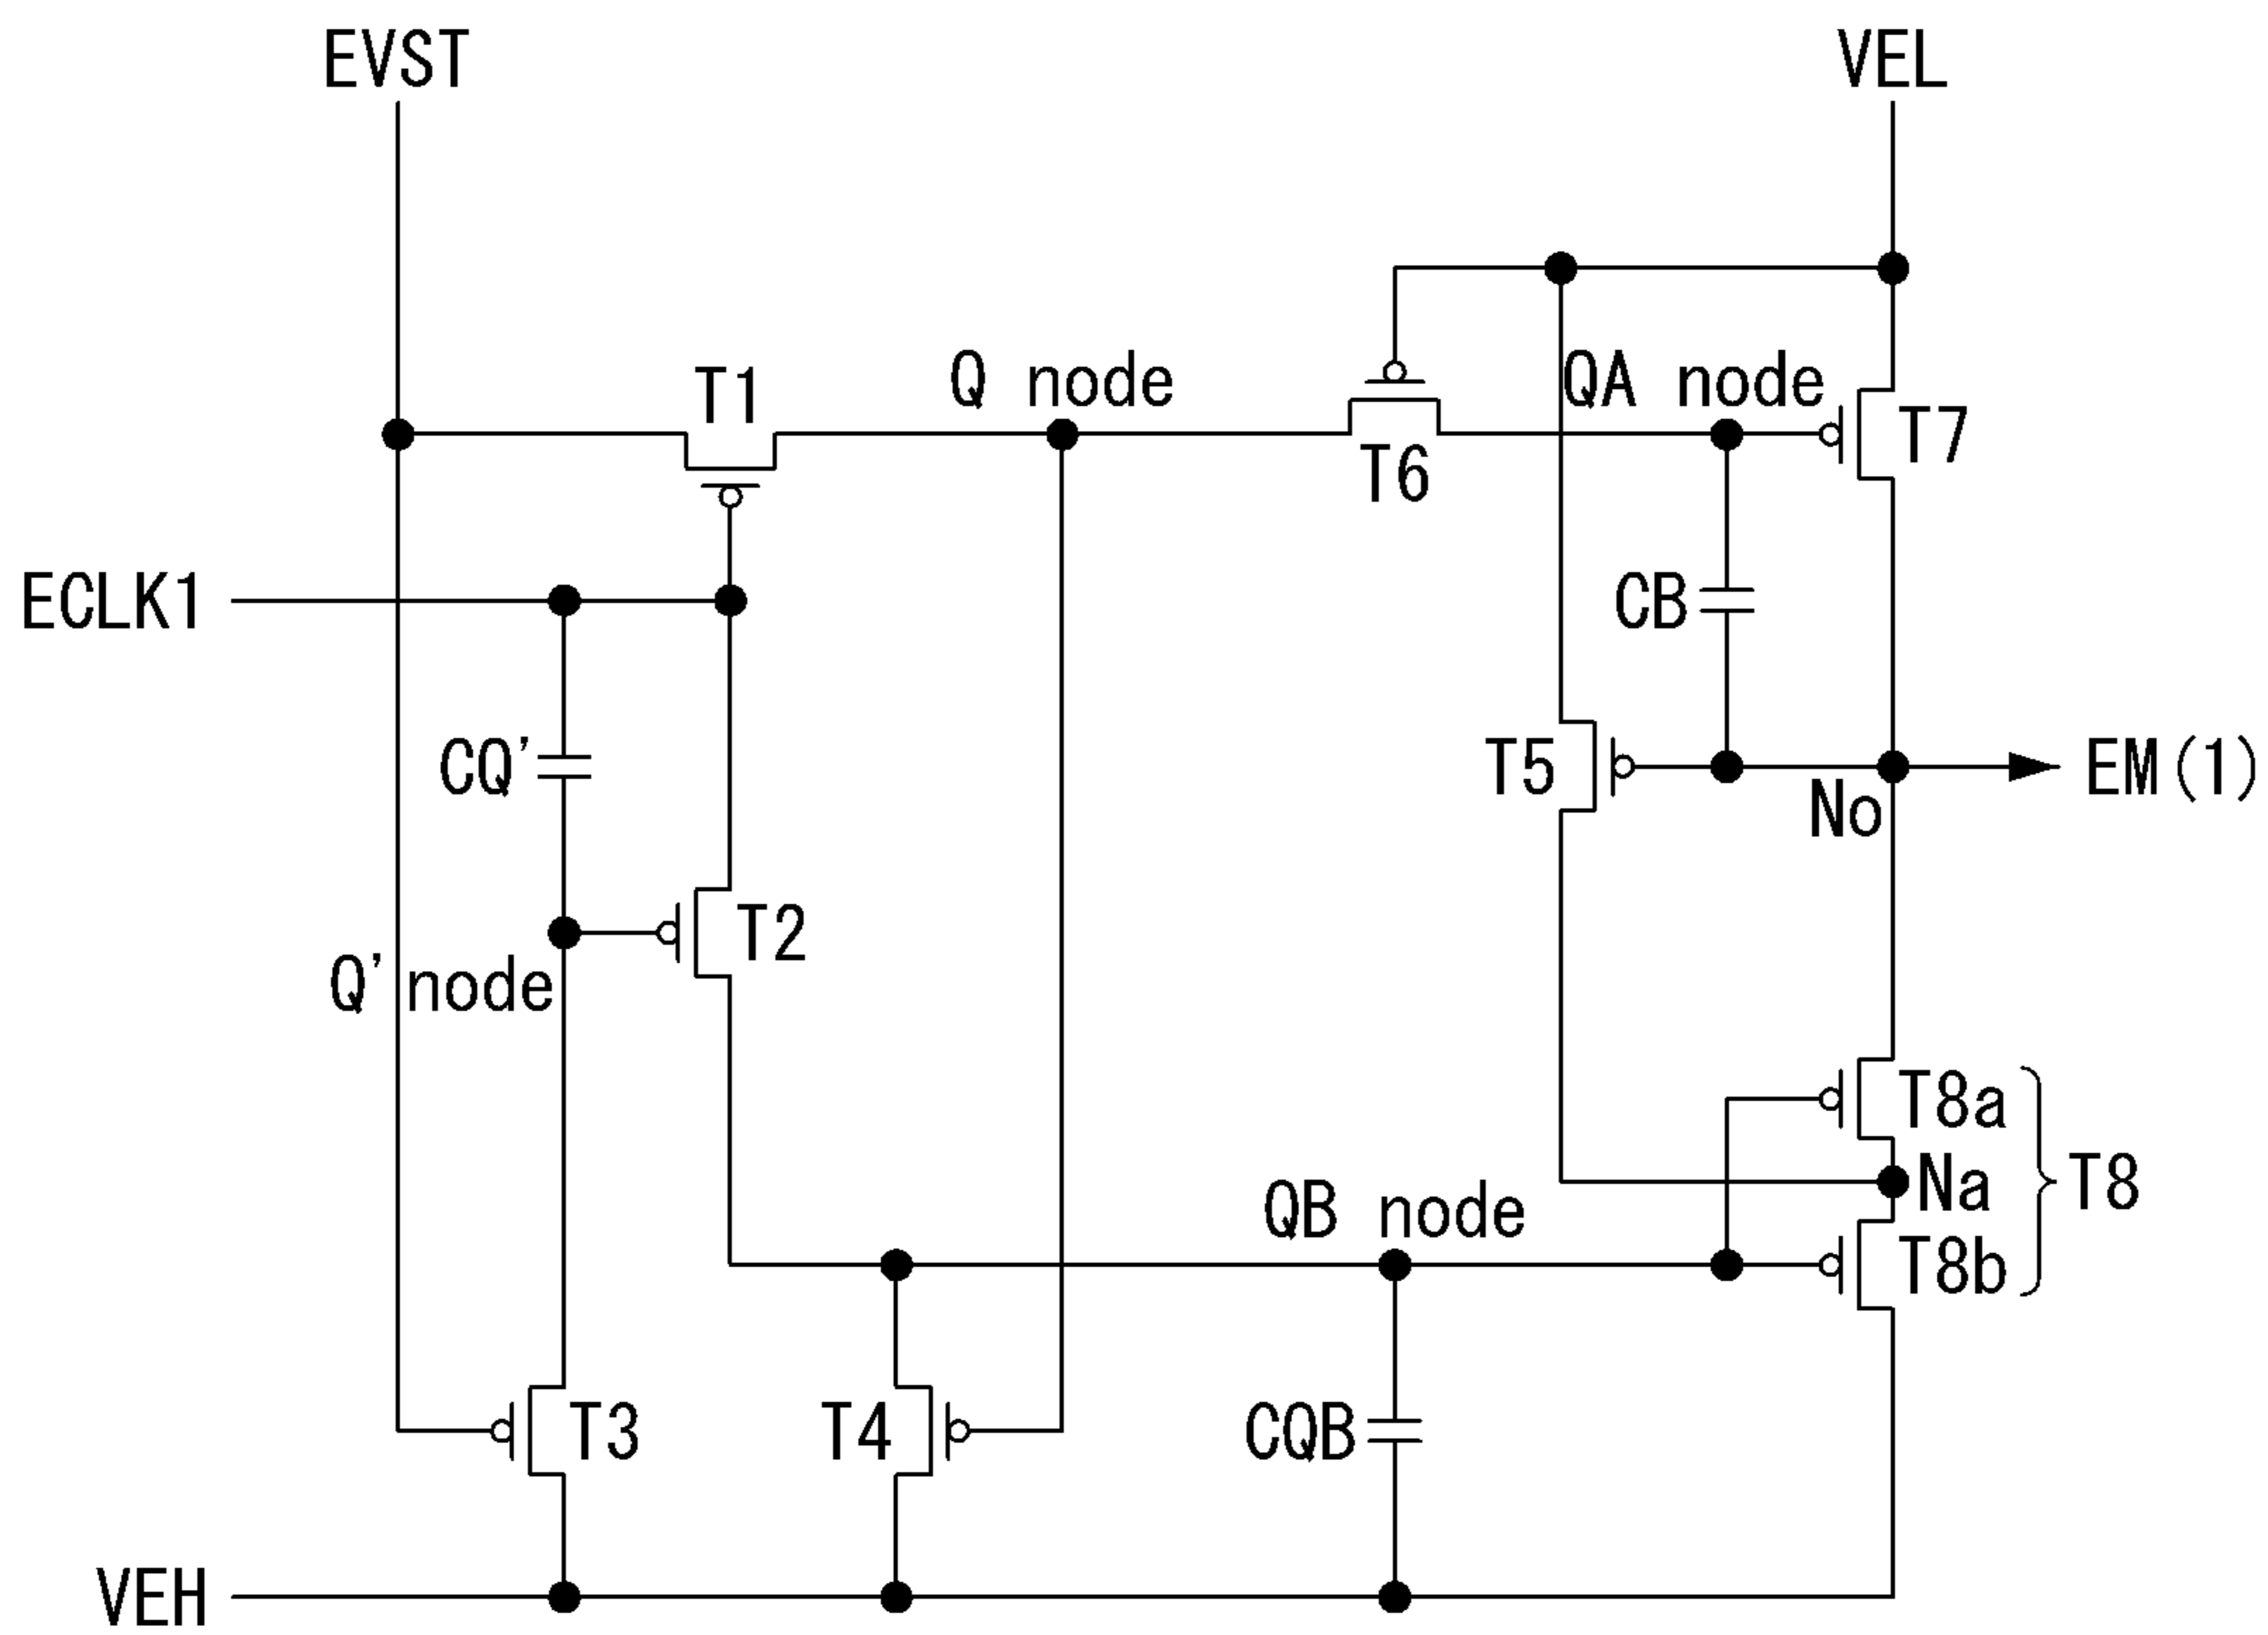 EVST
VEL
T1
Q node
QA node
T7
T6
ECLK1
CB
CQ'
T5
EM(1)
No
T2
Q' node
T8a
Na
T8
QB node
T8b
T3
T4
CQB
VEH